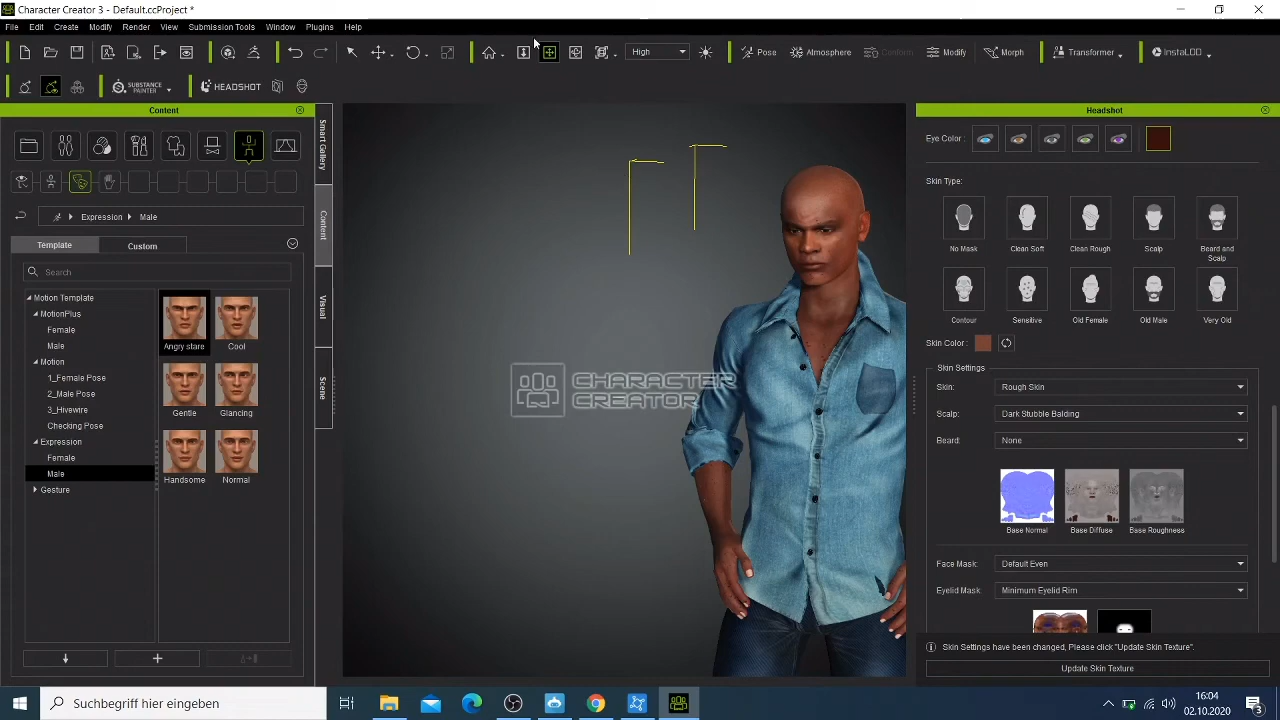 Character Creator 3 - Default.ccProject *
File Edit Create Modify Render View Submission Tools Window Plugins Help
High Pose Atmosphere Conform Modify Morph Transformer InstaLOD
SUBSTANCE PAINTER HEADSHOT
Content
Expression Male
Template Custom
Search
Motion Template
MotionPlus
Female
Male
Motion
1_Female Pose
2_Male Pose
3_Hivewire
Checking Pose
Expression
Female
Male
Gesture
Angry stare Cool
Gentle Glancing
Handsome Normal
Smart Gallery
Content
Visual
Scene
CHARACTER
CREATOR
Headshot
Eye Color :
Skin Type:
No Mask Clean Soft Clean Rough Scalp Beard and
Scalp
Contour Sensitive Old Female Old Male Very Old
Skin Color :
Skin Settings
Skin: Rough Skin
Scalp: Dark Stubble Balding
Beard: None
Base Normal Base Diffuse Base Roughness
Face Mask: Default Even
Eyelid Mask: Minimum Eyelid Rim
Skin Settings have been changed, Please click "Update Skin Texture".
Update Skin Texture
Suchbegriff hier eingeben
16:04
02.10.2020
3